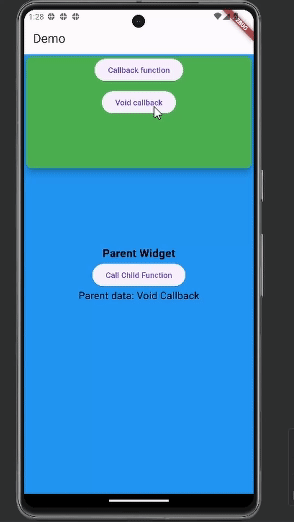 1:28
DEBUG
Demo
Callback function
Void callback
Parent Widget
Call Child Function
Parent data: Void Callback